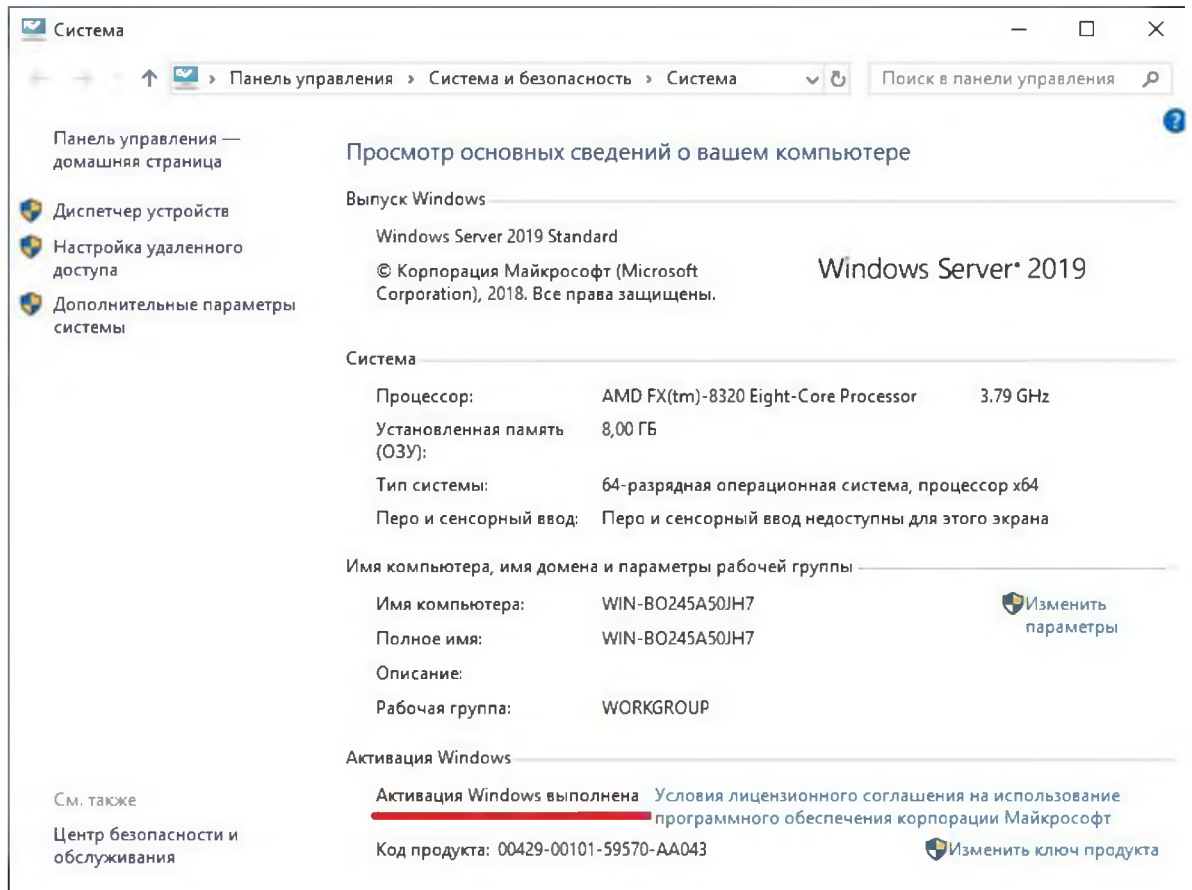 Система
Панель управления › Система и безопасность › Система
Поиск в панели управления
Панель управления —
домашняя страница
Диспетчер устройств
Настройка удаленного
доступа
Дополнительные параметры
системы
Просмотр основных сведений о вашем компьютере
Выпуск Windows
Windows Server 2019 Standard
© Корпорация Майкрософт (Microsoft
Corporation), 2018. Все права защищены.
Windows Server® 2019
Система
Процессор: AMD FX(tm)-8320 Eight-Core Processor 3.79 GHz
Установленная память 8,00 ГБ
(ОЗУ):
Тип системы: 64-разрядная операционная система, процессор x64
Перо и сенсорный ввод: Перо и сенсорный ввод недоступны для этого экрана
Имя компьютера, имя домена и параметры рабочей группы
Имя компьютера: WIN-BO245A50JH7
Изменить
параметры
Полное имя: WIN-BO245A50JH7
Описание:
Рабочая группа: WORKGROUP
Активация Windows
Активация Windows выполнена Условия лицензионного соглашения на использование
программного обеспечения корпорации Майкрософт
Код продукта: 00429-00101-59570-AA043 Изменить ключ продукта
См. также
Центр безопасности и
обслуживания